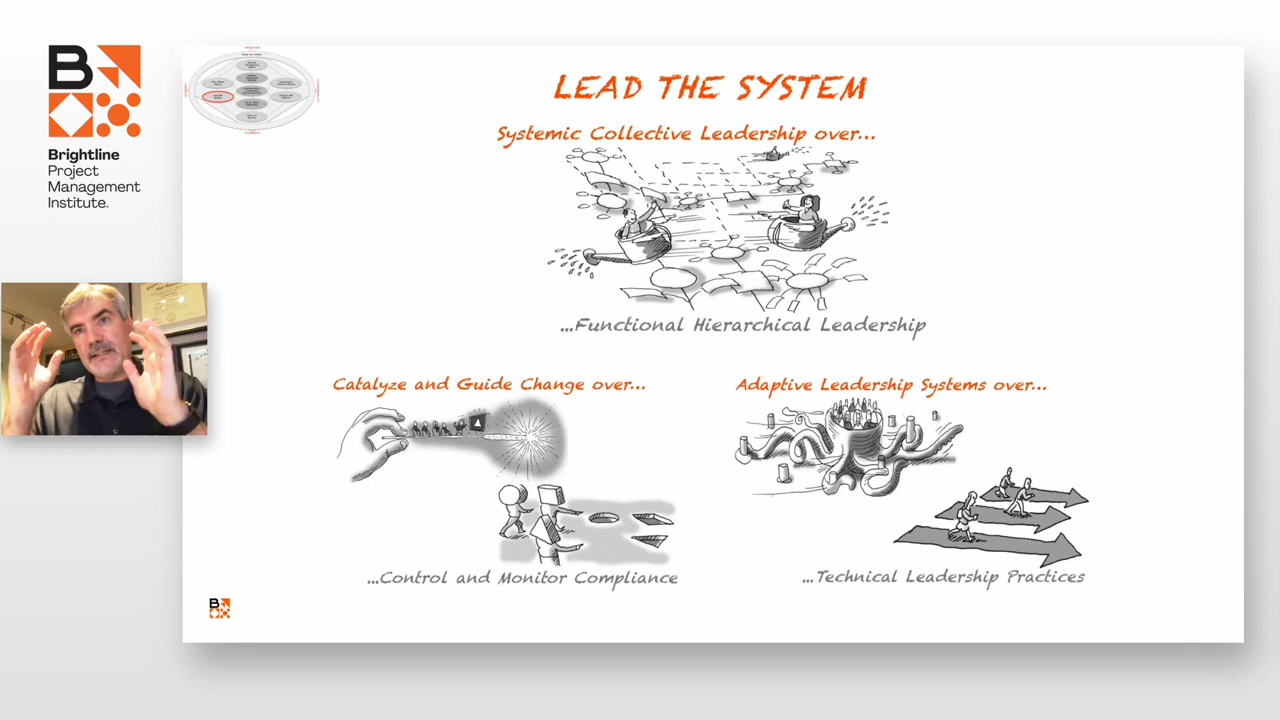 B
Brightline
Project
Management
Institute.
LEAD THE SYSTEM
Systemic Collective Leadership over...
...Functional Hierarchical Leadership
Catalyze and Guide Change over...
Adaptive Leadership Systems over...
...Control and Monitor Compliance
...Technical Leadership Practices
B